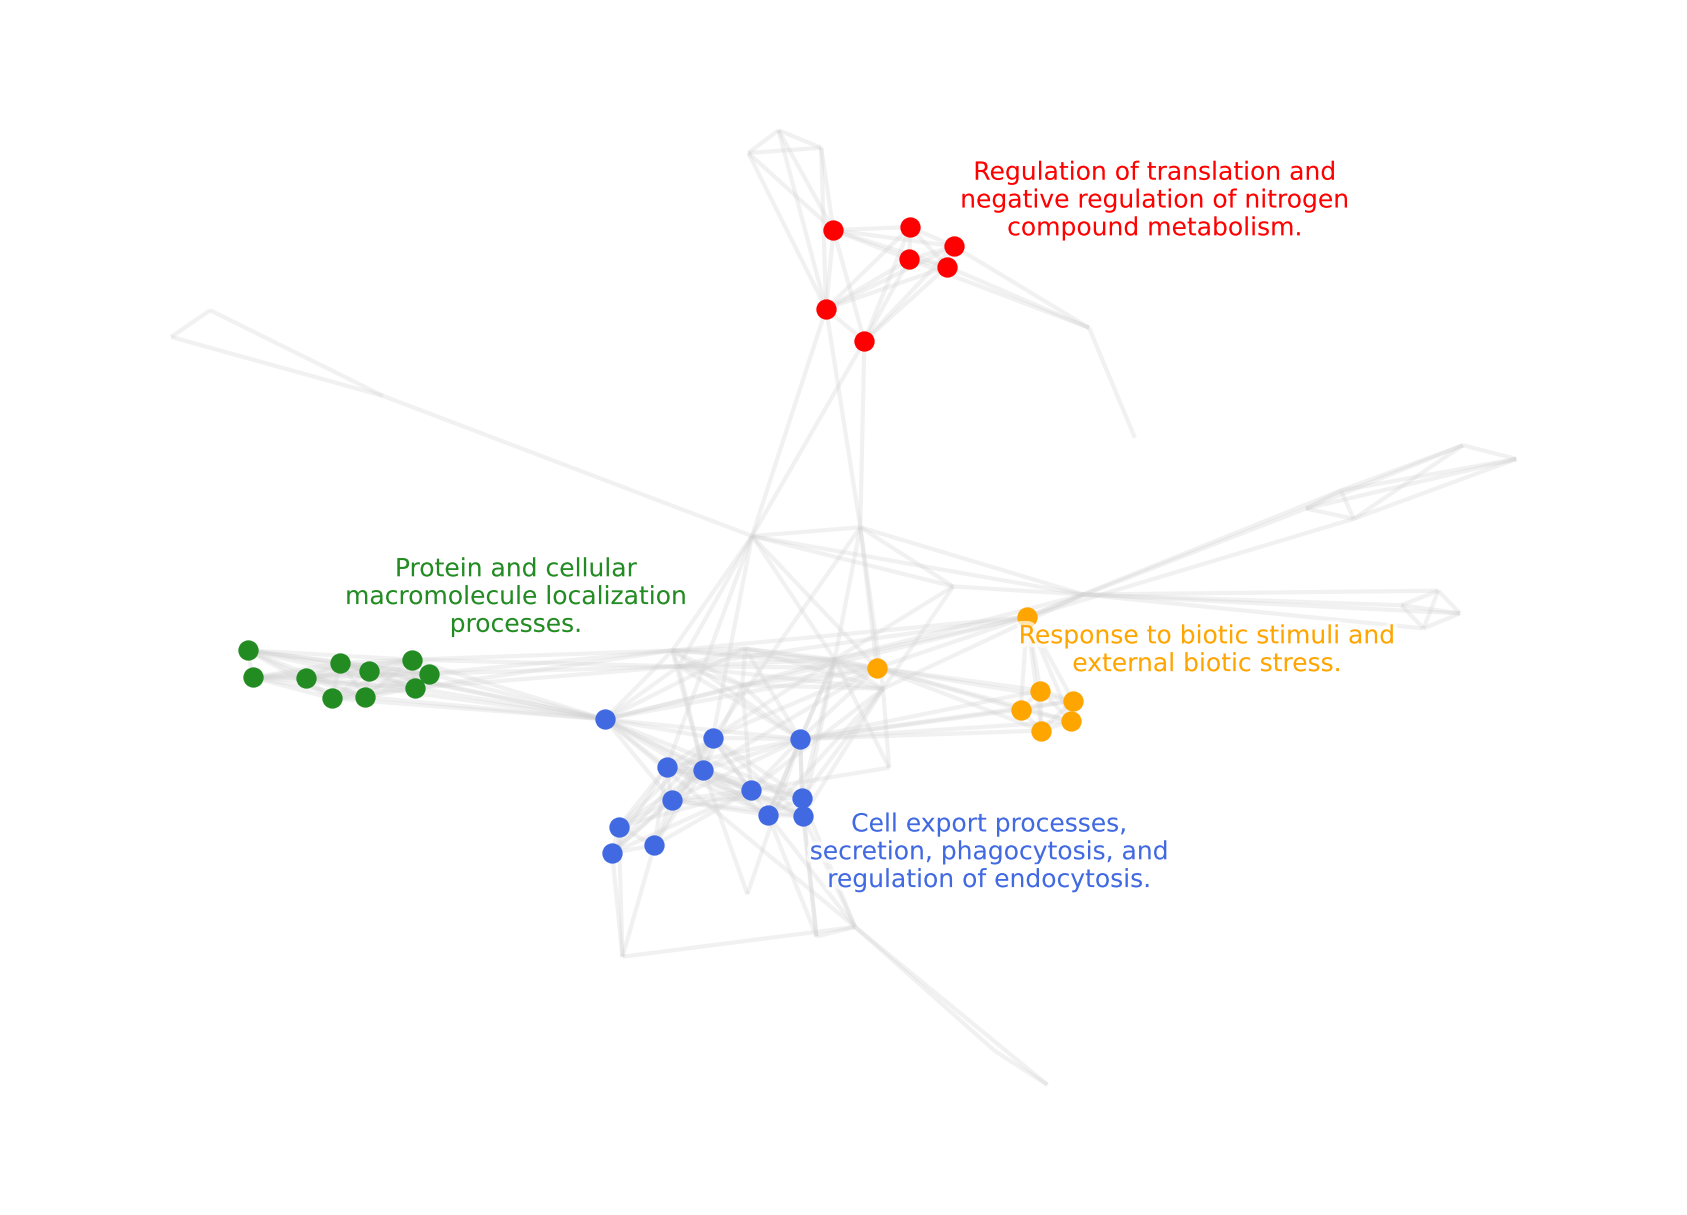 Regulation of translation and
negative regulation of nitrogen
compound metabolism.
Protein and cellular
macromolecule localization
processes.
Response to biotic stimuli and
external biotic stress.
Cell export processes,
secretion, phagocytosis, and
regulation of endocytosis.